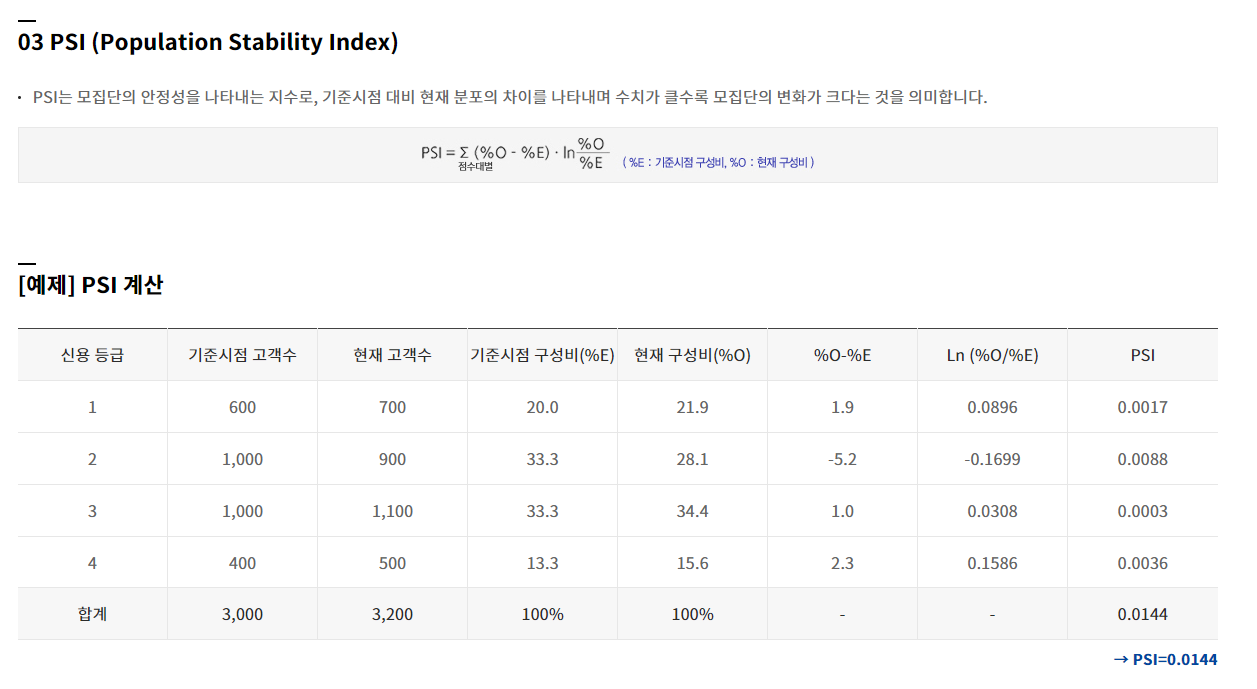 03 PSI (Population Stability Index)
• PSI는 모집단의 안정성을 나타내는 지수로, 기준시점 대비 현재 분포의 차이를 나타내며 수치가 클수록 모집단의 변화가 크다는 것을 의미합니다.
PSI = Σ (%O - %E) · ln %O/%E ( %E : 기준시점 구성비, %O : 현재 구성비 )
점수대별
[예제] PSI 계산
신용 등급 기준시점 고객수 현재 고객수 기준시점 구성비(%E) 현재 구성비(%O) %O-%E Ln (%O/%E) PSI
1 600 700 20.0 21.9 1.9 0.0896 0.0017
2 1,000 900 33.3 28.1 -5.2 -0.1699 0.0088
3 1,000 1,100 33.3 34.4 1.0 0.0308 0.0003
4 400 500 13.3 15.6 2.3 0.1586 0.0036
합계 3,000 3,200 100% 100% - - 0.0144
→ PSI=0.0144